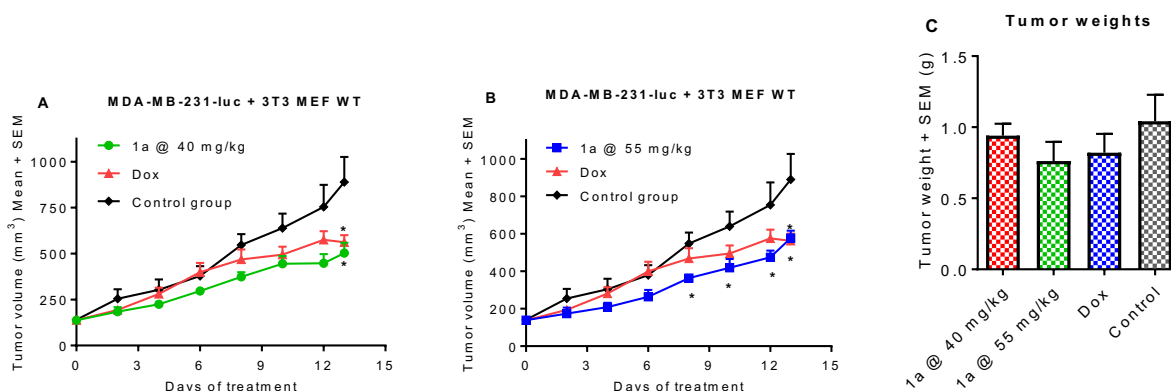 A
MDA-MB-231-luc + 3T3 MEF WT
Tumor volume (mm3) Mean + SEM
1000
750
500
250
0
1a @ 40 mg/kg
Dox
Control group
*
*
0 3 6 9 12 15
Days of treatment
B
MDA-MB-231-luc + 3T3 MEF WT
Tumor volume (mm3) Mean + SEM
1000
800
600
400
200
0
1a @ 55 mg/kg
Dox
Control group
*
*
*
*
*
0 3 6 9 12 15
Days of treatment
C
Tumor weights
Tumor weight + SEM (g)
1.5
1.0
0.5
0.0
1a @ 40 mg/kg
1a @ 55 mg/kg
Dox
Control